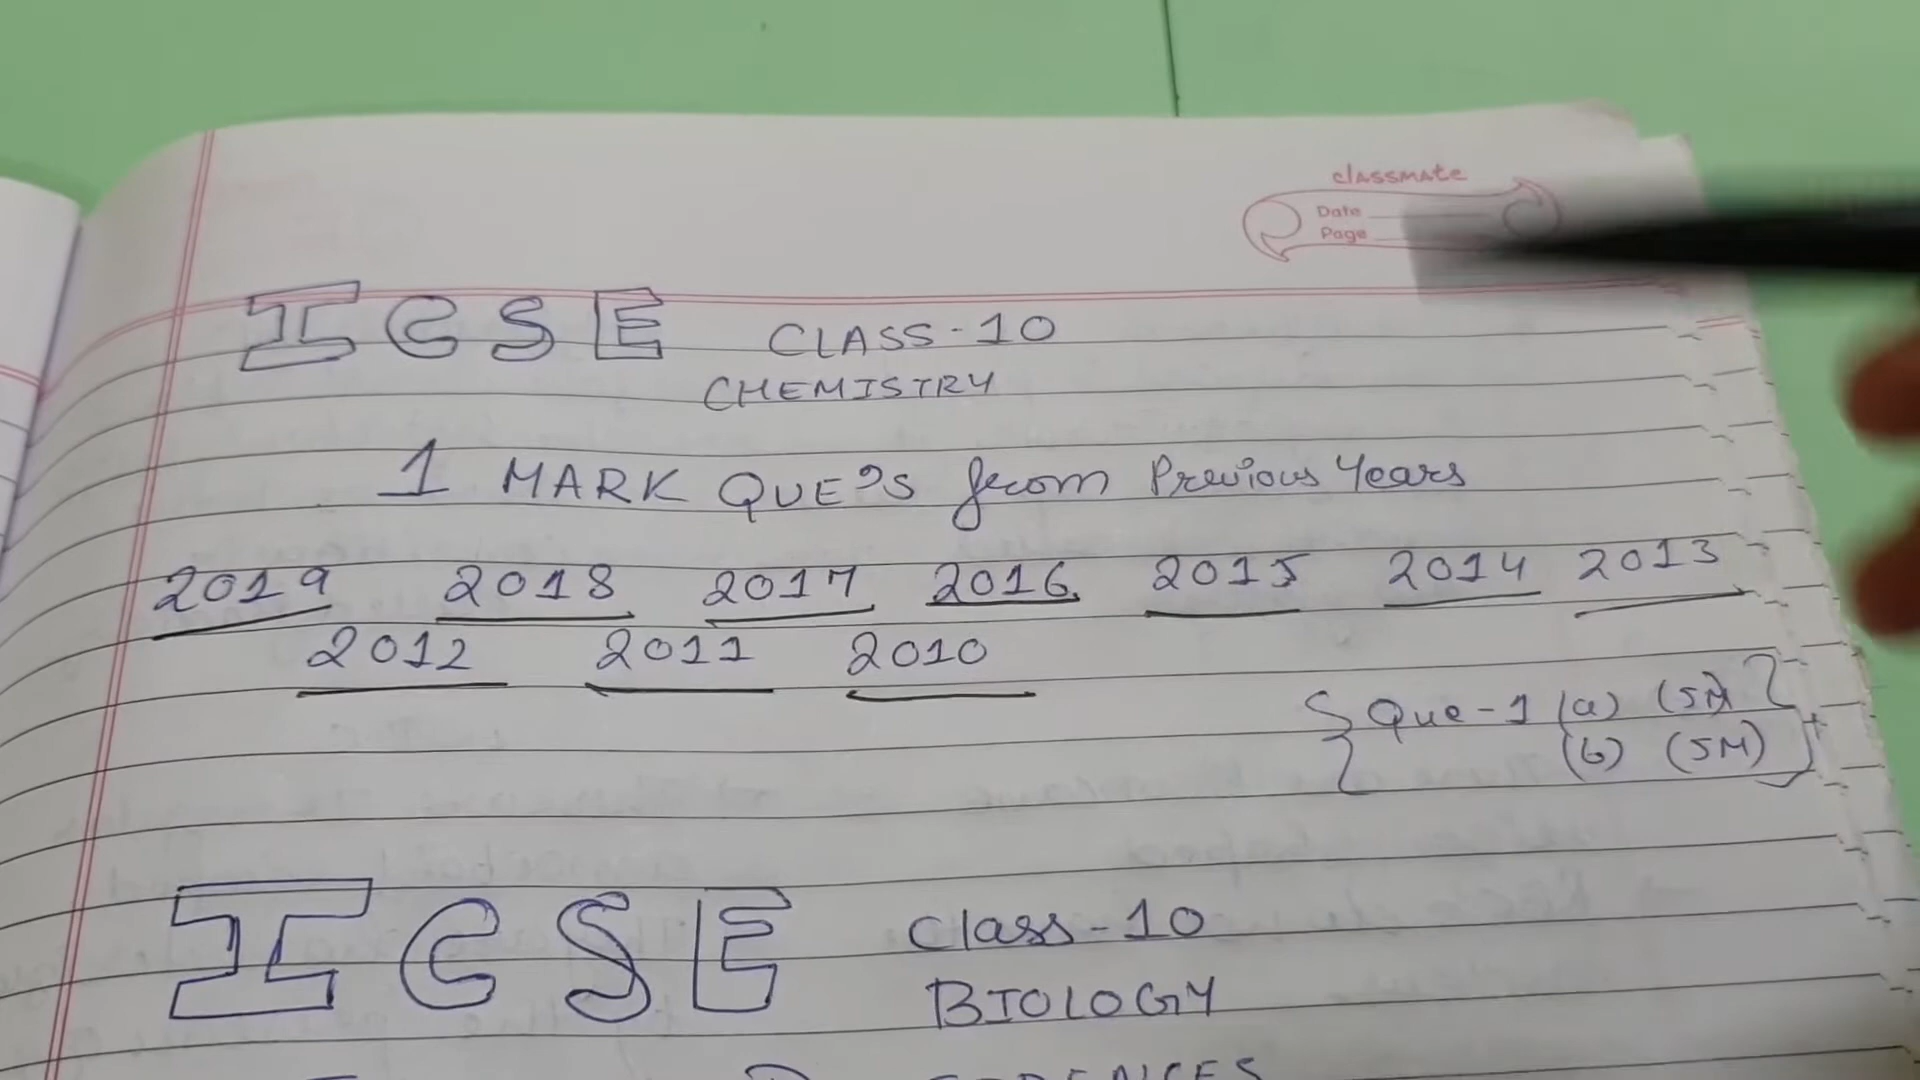 classmate
Date
Page
ICSE CLASS-10
CHEMISTRY
1 MARK QUE's from Previous Years
2019 2018 2017 2016 2015 2014 2013
2012 2011 2010
{ Que-1 (a) (5M) }
(b) (5M)
ICSE Class-10
BIOLOGY